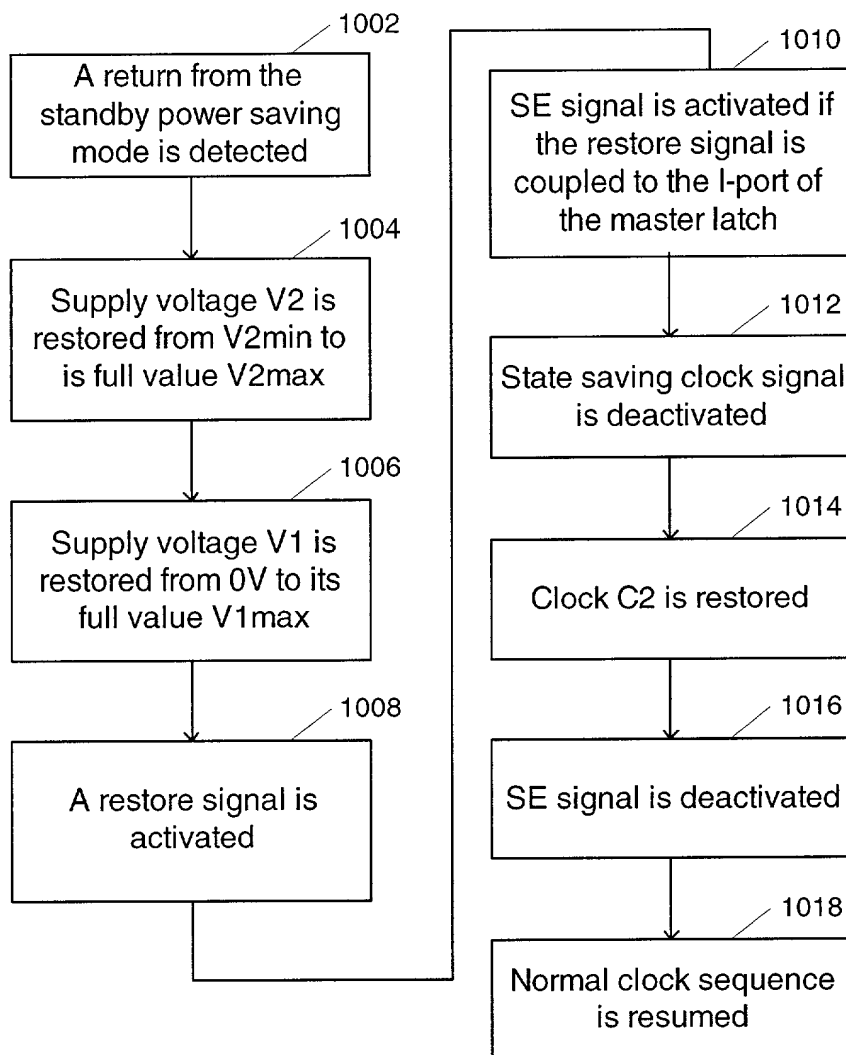 1002
A return from the
standby power saving
mode is detected
1004
Supply voltage V2 is
restored from V2min to
is full value V2max
1006
Supply voltage V1 is
restored from 0V to its
full value V1max
1008
A restore signal is
activated
1010
SE signal is activated if
the restore signal is
coupled to the I-port of
the master latch
1012
State saving clock signal
is deactivated
1014
Clock C2 is restored
1016
SE signal is deactivated
1018
Normal clock sequence
is resumed